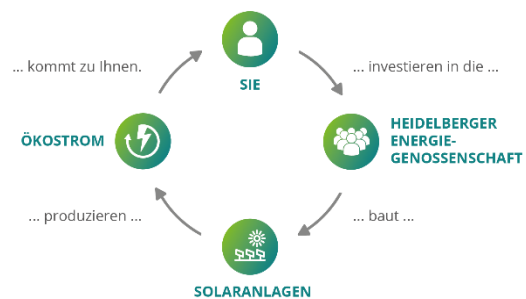 SIE
... kommt zu Ihnen.
... investieren in die ...
ÖKOSTROM
HEIDELBERGER
ENERGIE-
GENOSSENSCHAFT
... produzieren ...
... baut ...
SOLARANLAGEN